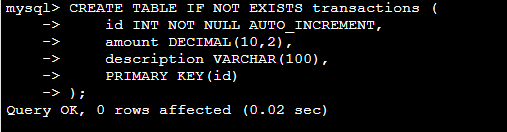 mysql> CREATE TABLE IF NOT EXISTS transactions (
    ->     id INT NOT NULL AUTO_INCREMENT,
    ->     amount DECIMAL(10,2),
    ->     description VARCHAR(100),
    ->     PRIMARY KEY(id)
    -> );
Query OK, 0 rows affected (0.02 sec)